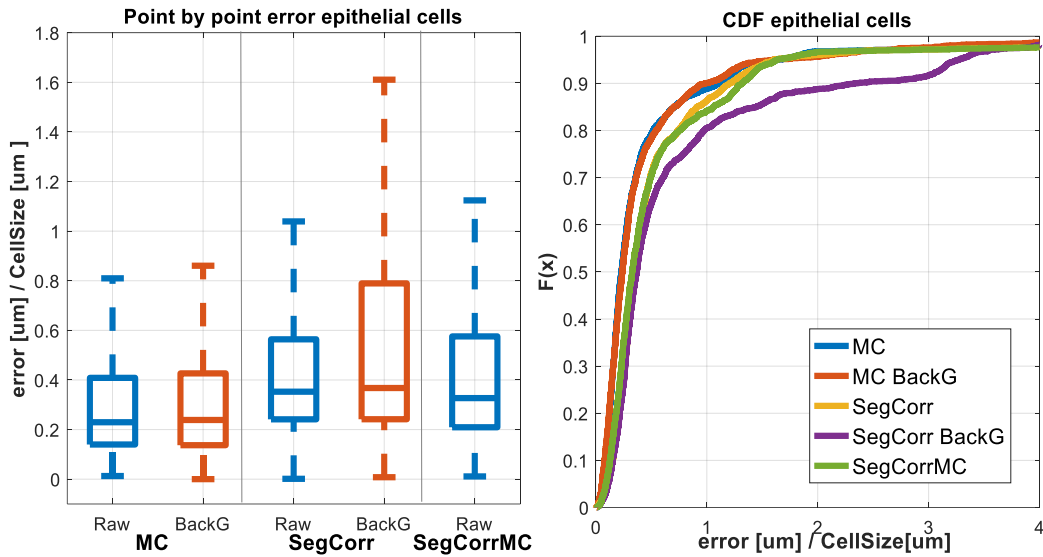 Point by point error epithelial cells
error [um] / CellSize [um ]
1.8
1.6
1.4
1.2
1
0.8
0.6
0.4
0.2
0
Raw
BackG
Raw
BackG
Raw
MC
SegCorr
SegCorrMC
CDF epithelial cells
F(x)
1
0.9
0.8
0.7
0.6
0.5
0.4
0.3
0.2
0.1
0
MC
MC BackG
SegCorr
SegCorr BackG
SegCorrMC
0
1
2
3
4
error [um] / CellSize[um]